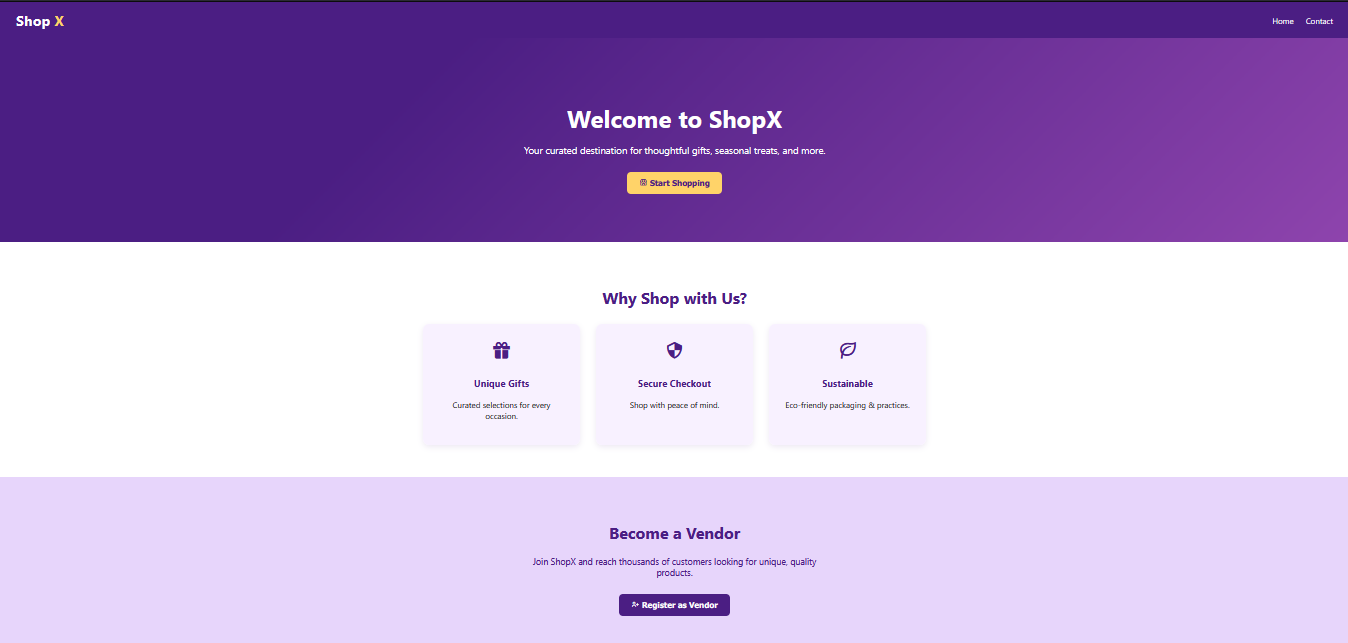 Shop X
Home
Contact
Welcome to ShopX
Your curated destination for thoughtful gifts, seasonal treats, and more.
Start Shopping
Why Shop with Us?
Unique Gifts
Curated selections for every
occasion.
Secure Checkout
Shop with peace of mind.
Sustainable
Eco-friendly packaging & practices.
Become a Vendor
Join ShopX and reach thousands of customers looking for unique, quality
products.
Register as Vendor